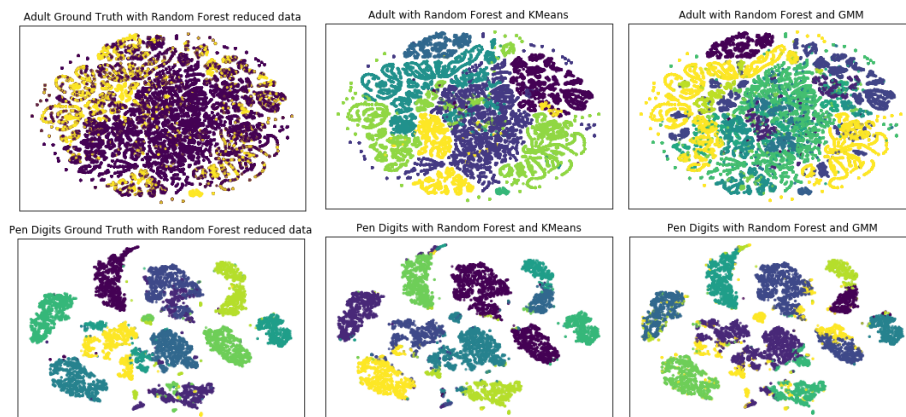 Adult Ground Truth with Random Forest reduced data
Adult with Random Forest and KMeans
Adult with Random Forest and GMM
Pen Digits Ground Truth with Random Forest reduced data
Pen Digits with Random Forest and KMeans
Pen Digits with Random Forest and GMM